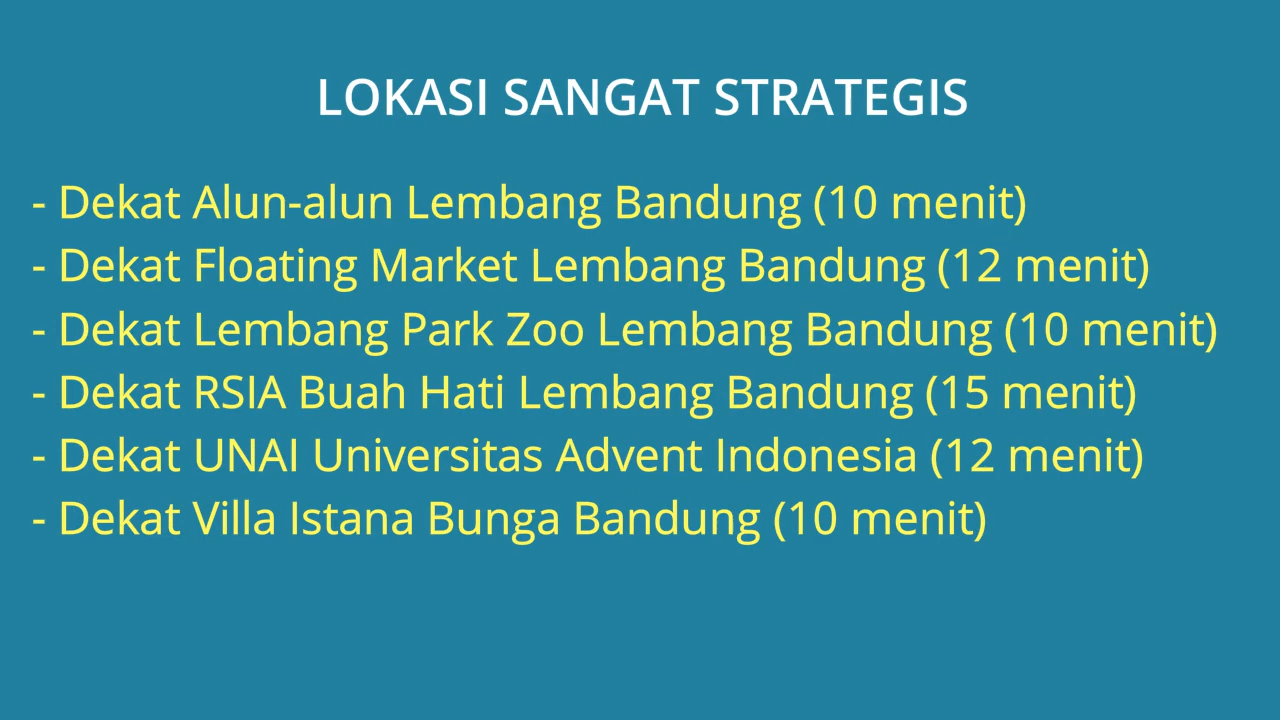 LOKASI SANGAT STRATEGIS
- Dekat Alun-alun Lembang Bandung (10 menit)
- Dekat Floating Market Lembang Bandung (12 menit)
- Dekat Lembang Park Zoo Lembang Bandung (10 menit)
- Dekat RSIA Buah Hati Lembang Bandung (15 menit)
- Dekat UNAI Universitas Advent Indonesia (12 menit)
- Dekat Villa Istana Bunga Bandung (10 menit)